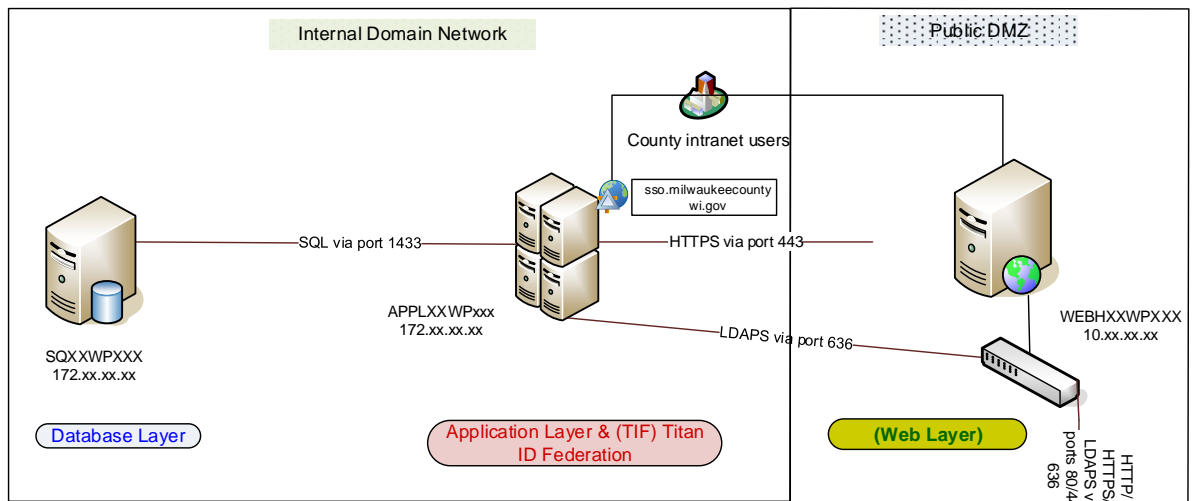 Internal Domain Network
Public DMZ
County intranet users
sso.milwaukeecounty
wi.gov
SQL via port 1433
HTTPS via port 443
APPLXXWPxxx
172.xx.xx.xx
LDAPS via port 636
WEBHXXWPXXX
10.xx.xx.xx
SQXXWPXXX
172.xx.xx.xx
Database Layer
Application Layer & (TIF) Titan
ID Federation
(Web Layer)
HTTP/
HTTPS/
LDAPS v
ports 80/4
636